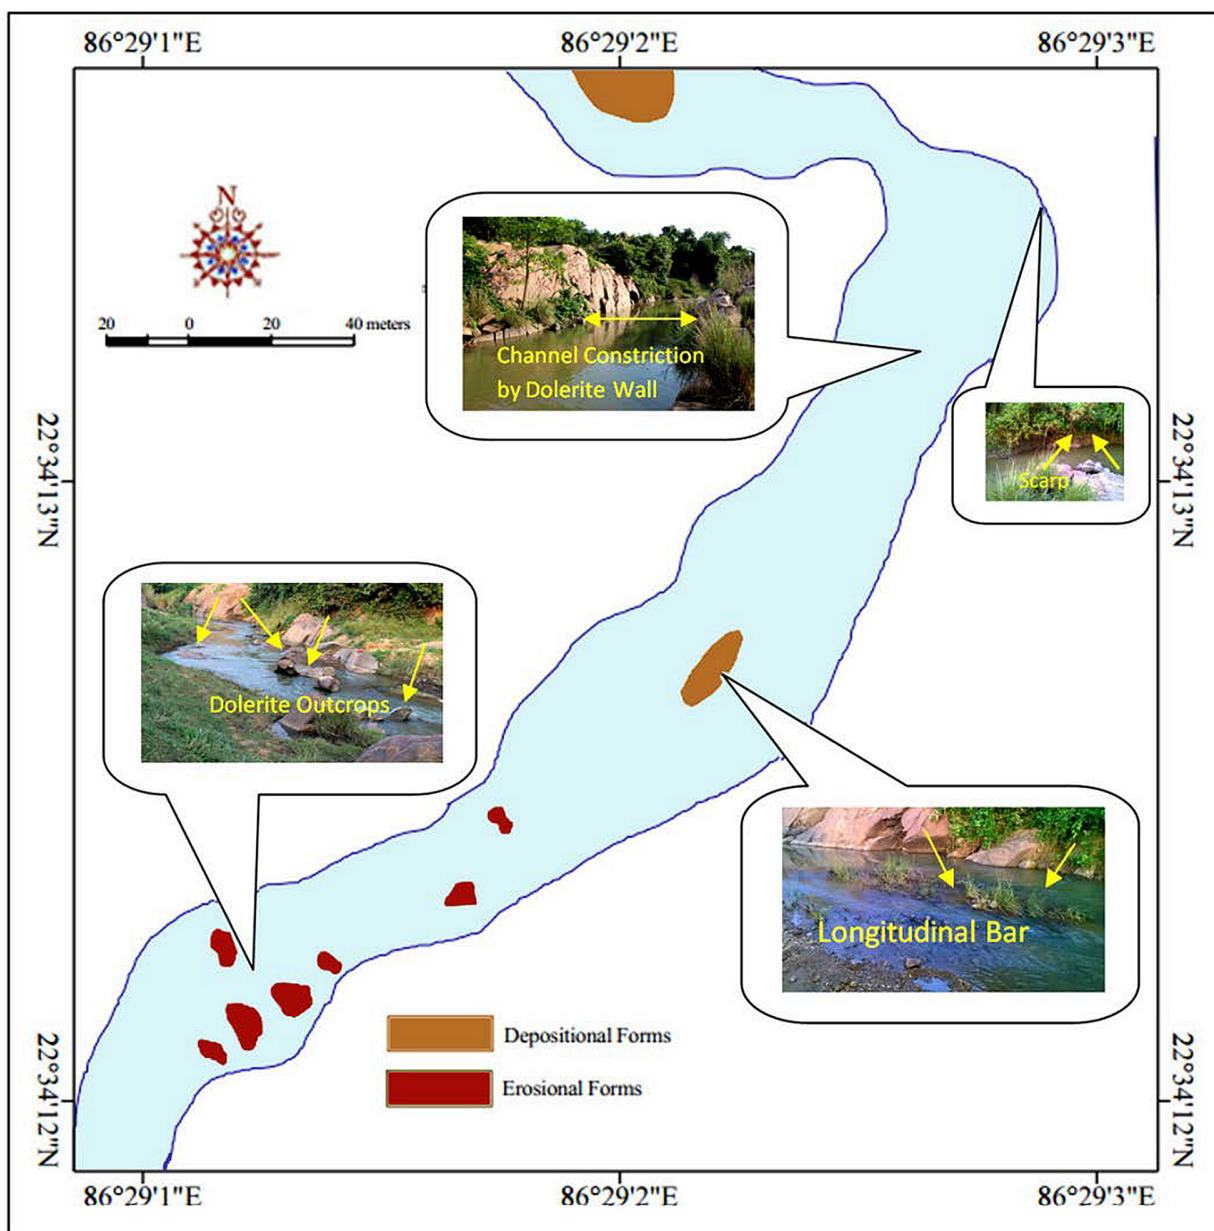 86°29'1"E
86°29'2"E
86°29'3"E
N
20 0 20 40 meters
Channel Constriction
by Dolerite Wall
22°34'13"N
22°34'13"N
Scarp
Dolerite Outcrops
Longitudinal Bar
Depositional Forms
Erosional Forms
22°34'12"N
22°34'12"N
86°29'1"E
86°29'2"E
86°29'3"E